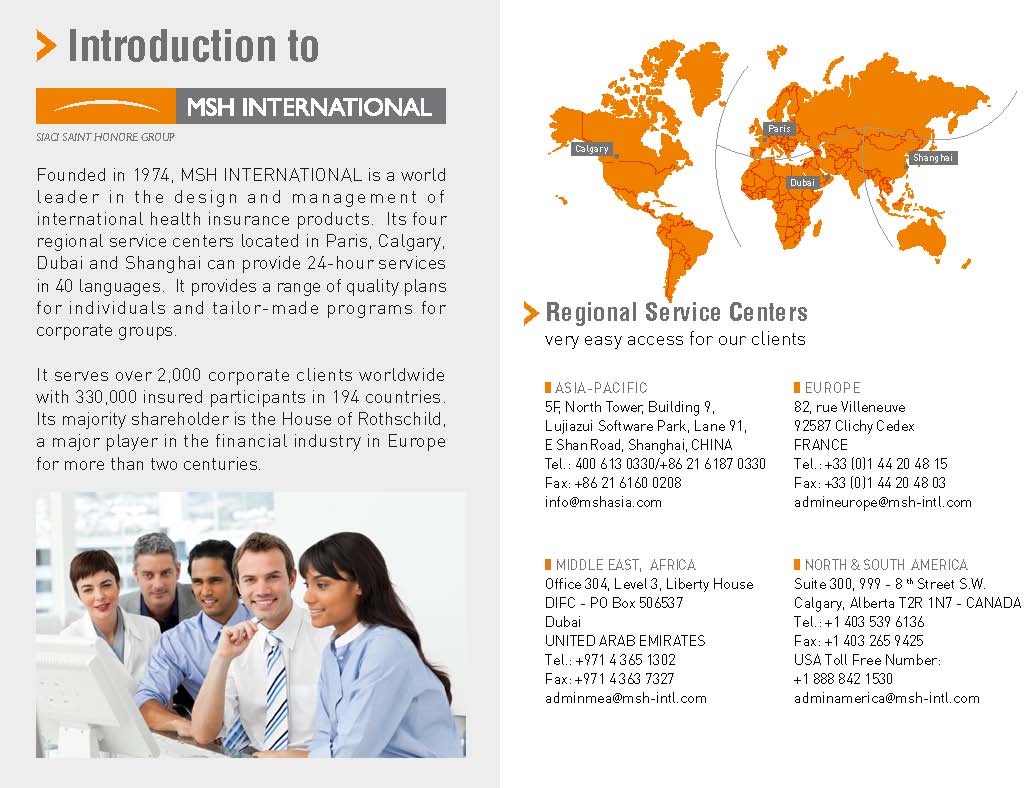 Introduction to
MSH INTERNATIONAL
SIACI SAINT HONORE GROUP
Founded in 1974, MSH INTERNATIONAL is a world
leader in the design and management of
international health insurance products. Its four
regional service centers located in Paris, Calgary,
Dubai and Shanghai can provide 24-hour services
in 40 languages. It provides a range of quality plans
for individuals and tailor-made programs for
corporate groups.
It serves over 2,000 corporate clients worldwide
with 330,000 insured participants in 194 countries.
Its majority shareholder is the House of Rothschild,
a major player in the financial industry in Europe
for more than two centuries.
Paris
Calgary
Shanghai
Dubai
Regional Service Centers
very easy access for our clients
ASIA-PACIFIC
5F, North Tower, Building 9,
Lujiazui Software Park, Lane 91,
E Shan Road, Shanghai, CHINA
Tel. : 400 613 0330/+86 21 6187 0330
Fax: +86 21 6160 0208
info@mshasia.com
EUROPE
82, rue Villeneuve
92587 Clichy Cedex
FRANCE
Tel. : +33 (0)1 44 20 48 15
Fax: +33 (0)1 44 20 48 03
admineurope@msh-intl.com
MIDDLE EAST, AFRICA
Office 304, Level 3, Liberty House
DIFC - PO Box 506537
Dubai
UNITED ARAB EMIRATES
Tel.: +971 4 365 1302
Fax: +971 4 363 7327
adminmea@msh-intl.com
NORTH & SOUTH AMERICA
Suite 300, 999 - 8 th Street S.W.
Calgary, Alberta T2R 1N7 - CANADA
Tel.: +1 403 539 6136
Fax: +1 403 265 9425
USA Toll Free Number:
+1 888 842 1530
adminamerica@msh-intl.com